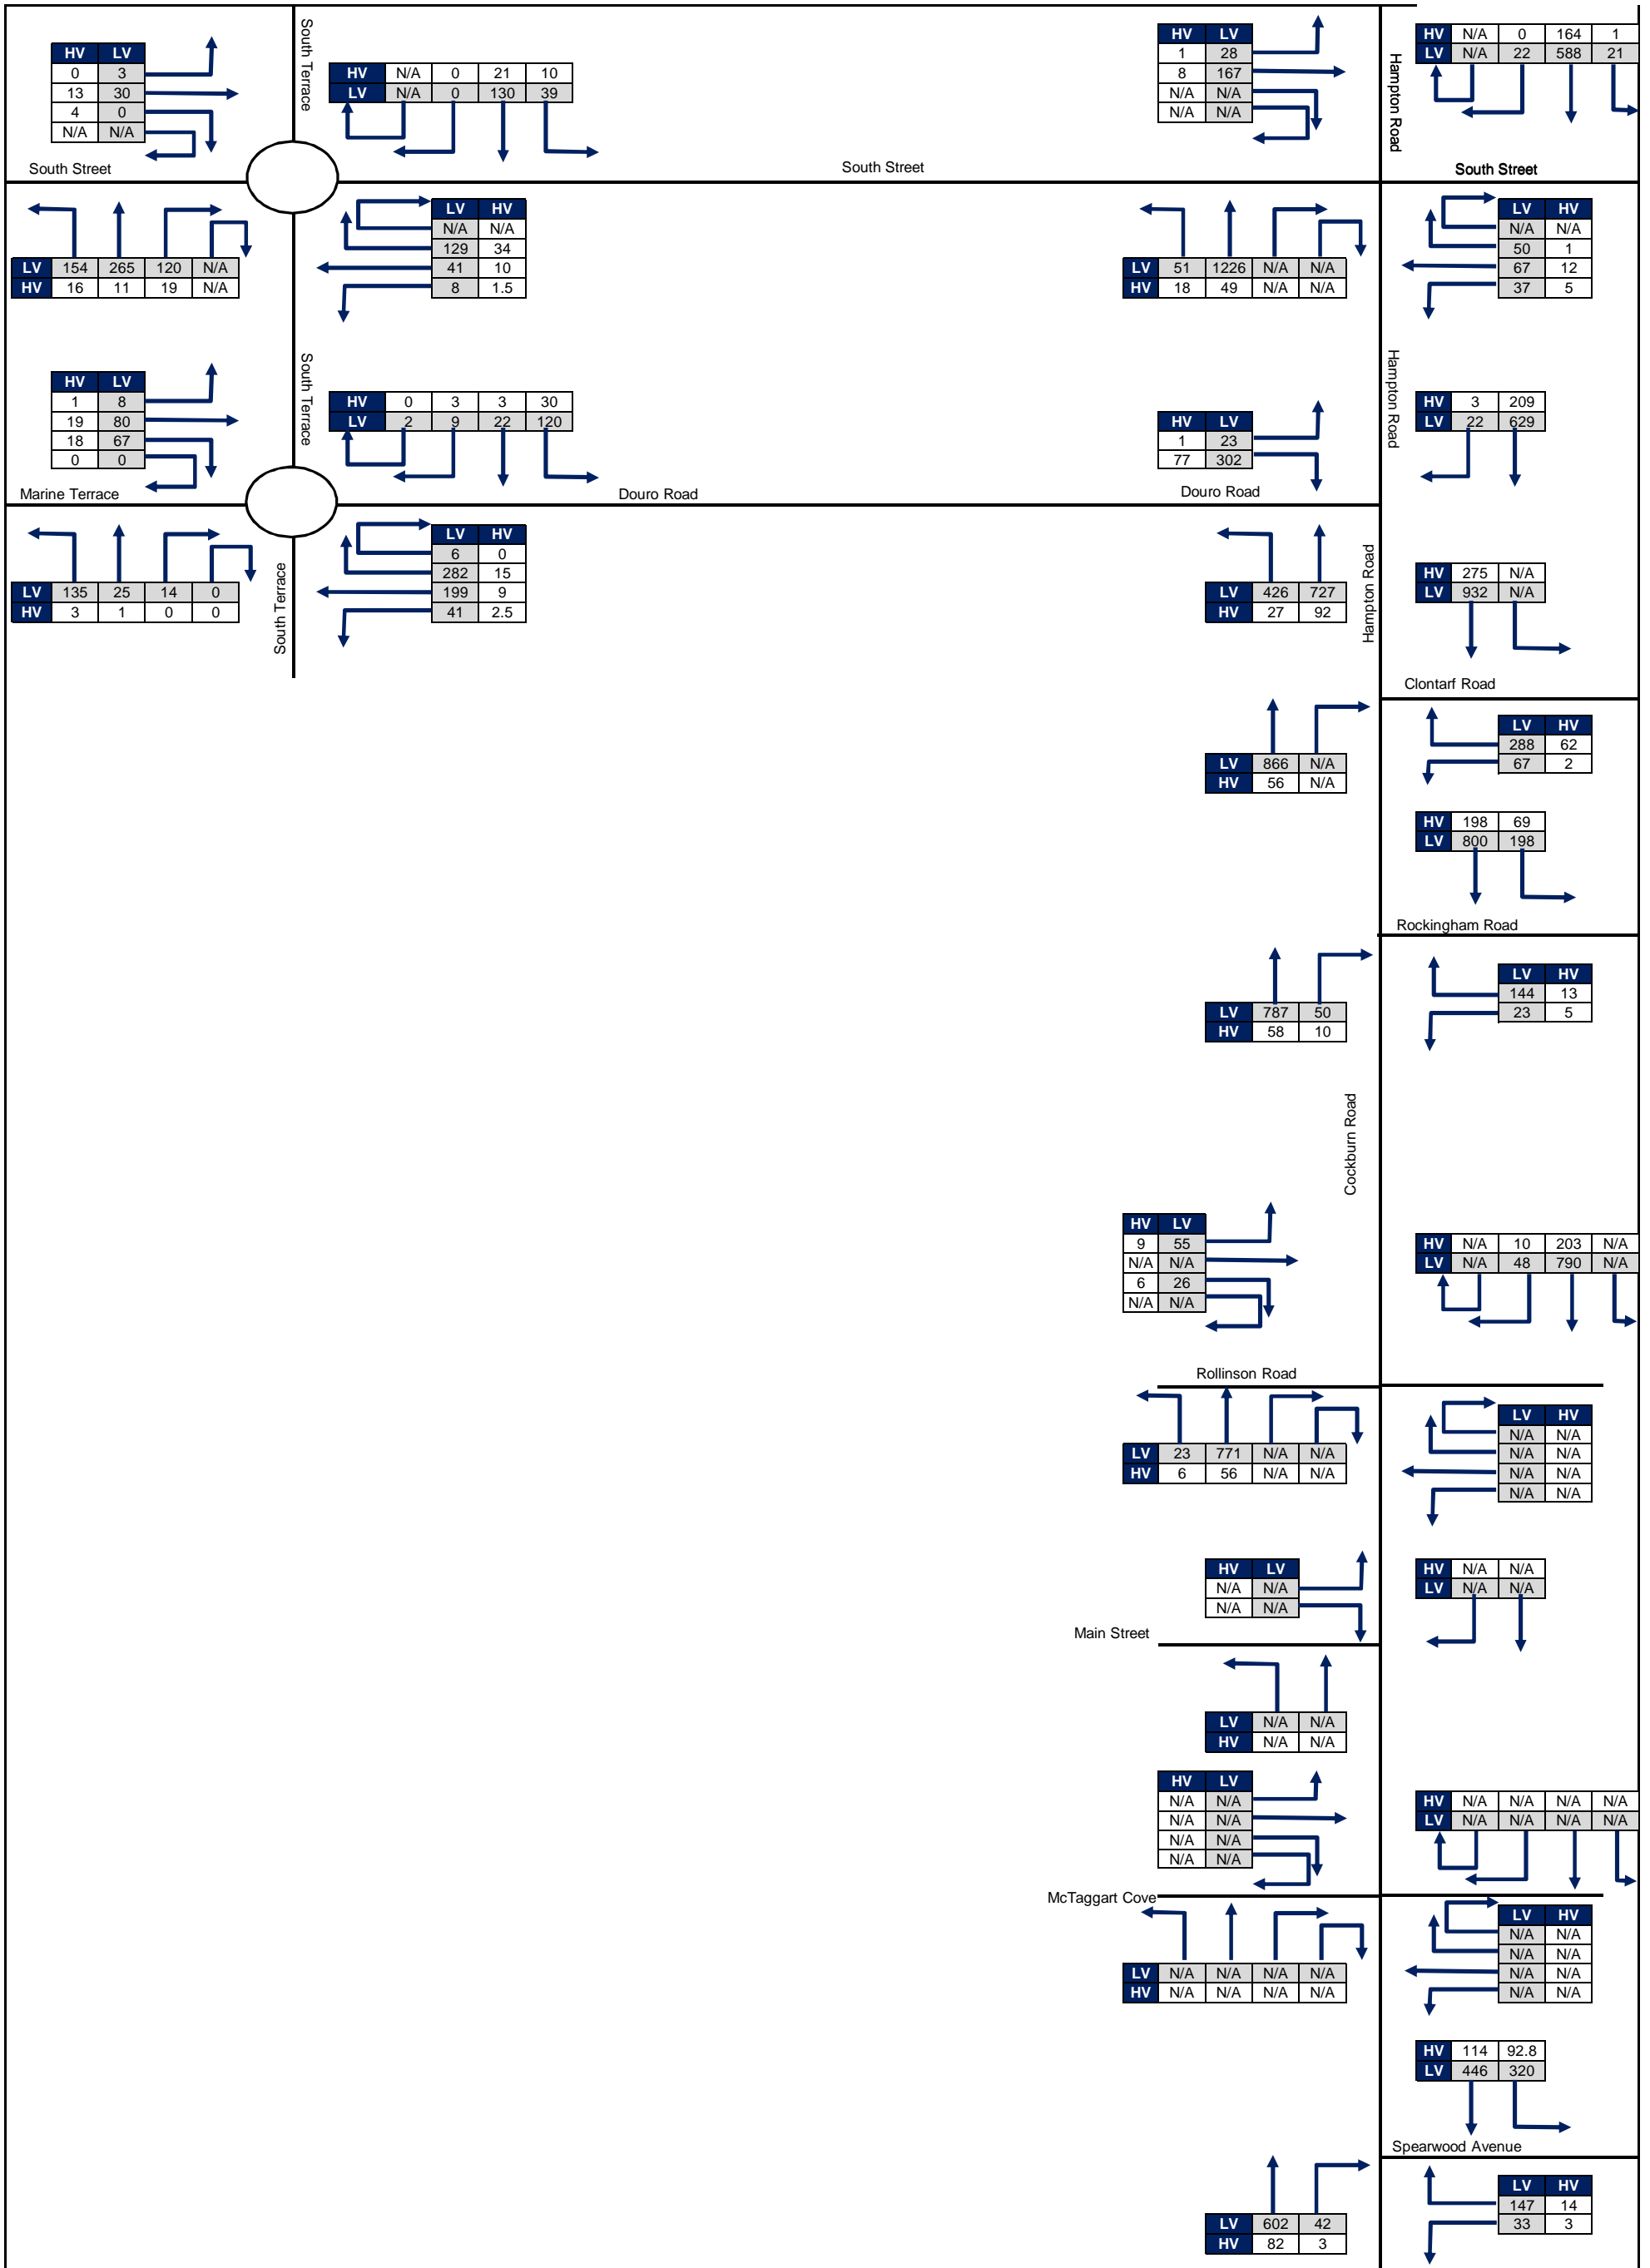 South Terrace
Hampton Road
HV LV
0 3
13 30
4 0
N/A N/A
South Street
HV N/A 0 21 10
LV N/A 0 130 39
South Street
HV LV
1 28
8 167
N/A N/A
N/A N/A
HV N/A 0 164 1
LV N/A 22 588 21
South Street
LV 154 265 120 N/A
HV 16 11 19 N/A
LV HV
N/A N/A
129 34
41 10
8 1.5
LV 51 1226 N/A N/A
HV 18 49 N/A N/A
LV HV
N/A N/A
50 1
67 12
37 5
South Terrace
Hampton Road
HV LV
1 8
19 80
18 67
0 0
Marine Terrace
HV 0 3 3 30
LV 2 9 22 120
Douro Road
HV LV
1 23
77 302
Douro Road
HV 3 209
LV 22 629
LV 135 25 14 0
HV 3 1 0 0
South Terrace
LV HV
6 0
282 15
199 9
41 2.5
LV 426 727
HV 27 92
Hampton Road
HV 275 N/A
LV 932 N/A
Clontarf Road
LV 866 N/A
HV 56 N/A
LV HV
288 62
67 2
HV 198 69
LV 800 198
Rockingham Road
LV 787 50
HV 58 10
LV HV
144 13
23 5
Cockburn Road
HV LV
9 55
N/A N/A
6 26
N/A N/A
HV N/A 10 203 N/A
LV N/A 48 790 N/A
Rollinson Road
LV 23 771 N/A N/A
HV 6 56 N/A N/A
LV HV
N/A N/A
N/A N/A
N/A N/A
N/A N/A
HV LV
N/A N/A
N/A N/A
Main Street
HV N/A N/A
LV N/A N/A
LV N/A N/A
HV N/A N/A
HV LV
N/A N/A
N/A N/A
N/A N/A
N/A N/A
HV N/A N/A N/A N/A
LV N/A N/A N/A N/A
McTaggart Cove
LV N/A N/A N/A N/A
HV N/A N/A N/A N/A
LV HV
N/A N/A
N/A N/A
N/A N/A
N/A N/A
HV 114 92.8
LV 446 320
Spearwood Avenue
LV 602 42
HV 82 3
LV HV
147 14
33 3